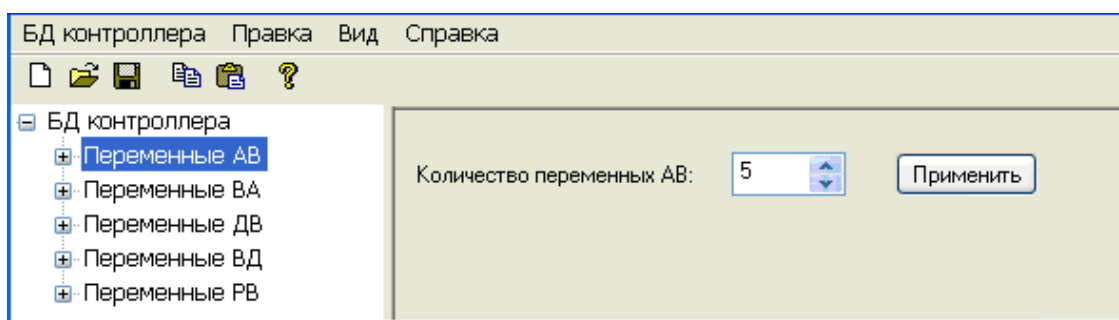 БД контроллера Правка Вид Справка
БД контроллера
Переменные АВ
Переменные ВА
Переменные ДВ
Переменные ВД
Переменные РВ
Количество переменных АВ: 5 Применить